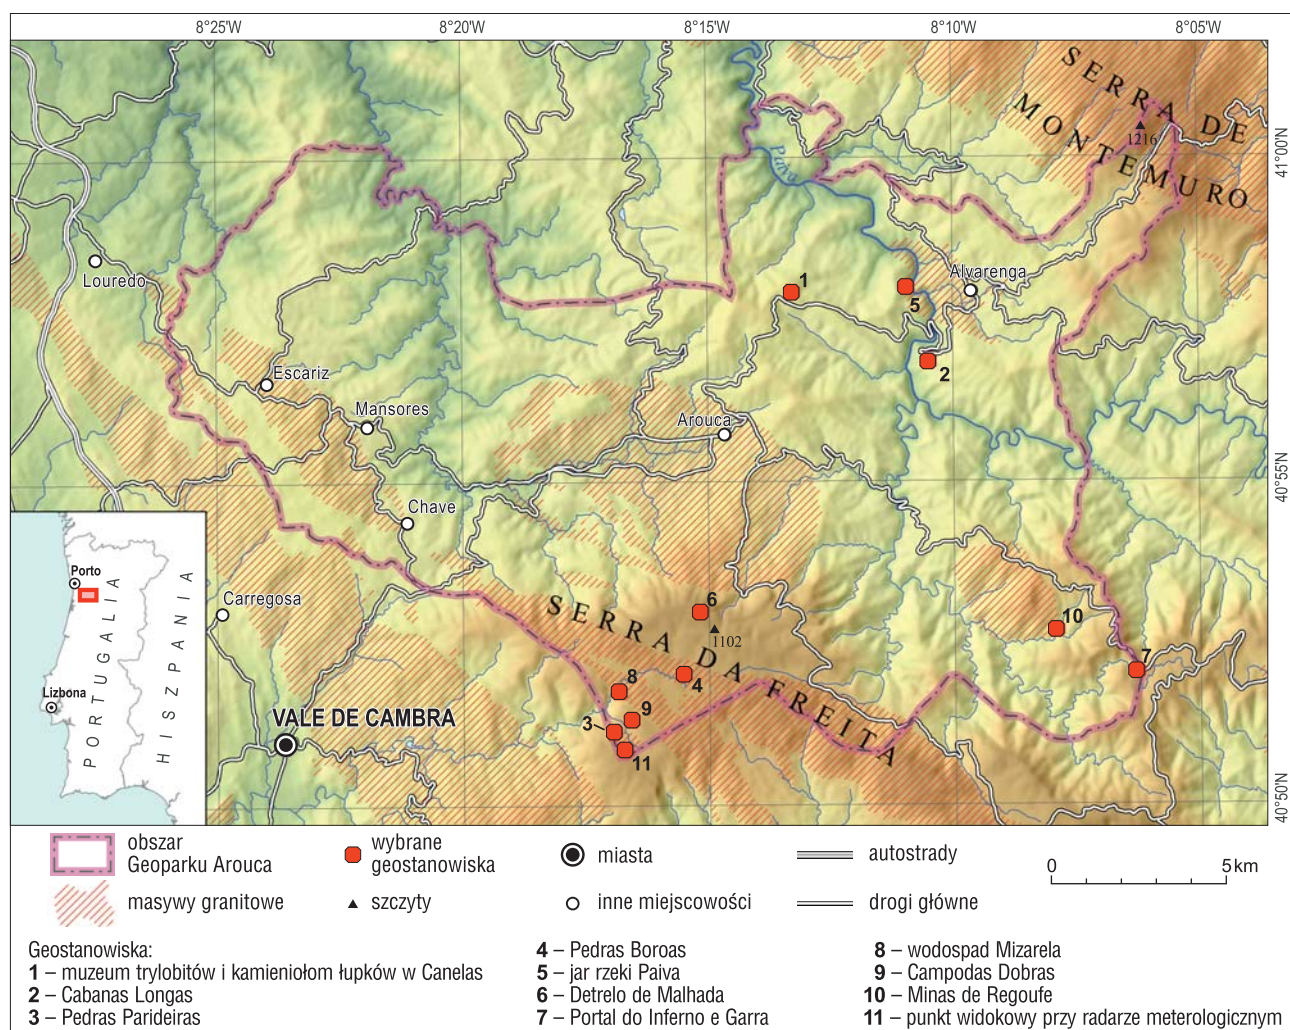 8°25'W 8°20'W 8°15'W 8°10'W 8°05'W
SERRA DE
MONTEMURO
1216
41°00'N
Paiva
Louredo
Alvarenga
1
5
2
Escariz
Mansores
Arouca
40°55'N
Chave
Porto
PORTUGALIA
HISZPANIA
Lizbona
Carregosa
SERRA DA FREITA
6
1102
10
7
4
8
9
3
11
VALE DE CAMBRA
40°50'N
obszar
Geoparku Arouca
wybrane
geostanowiska
miasta
autostrady
0 5 km
masywy granitowe
szczyty
inne miejscowości
drogi główne
Geostanowiska:
1 – muzeum trylobitów i kamieniołom łupków w Canelas
2 – Cabanas Longas
3 – Pedras Parideiras
4 – Pedras Boroas
5 – jar rzeki Paiva
6 – Detrelo de Malhada
7 – Portal do Inferno e Garra
8 – wodospad Mizarela
9 – Campodas Dobras
10 – Minas de Regoufe
11 – punkt widokowy przy radarze meterologicznym